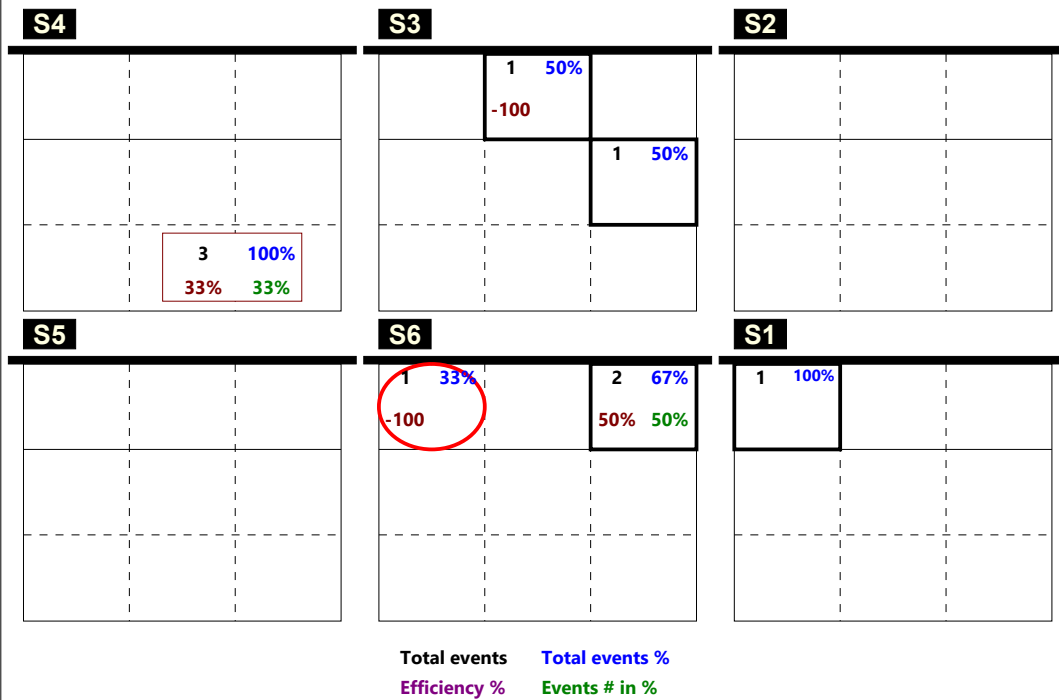 S4 S3 S2
1 50%
-100
1 50%
3 100%
33% 33%
S5 S6 S1
1 33% 2 67% 1 100%
-100 50% 50%
Total events Total events %
Efficiency % Events # in %